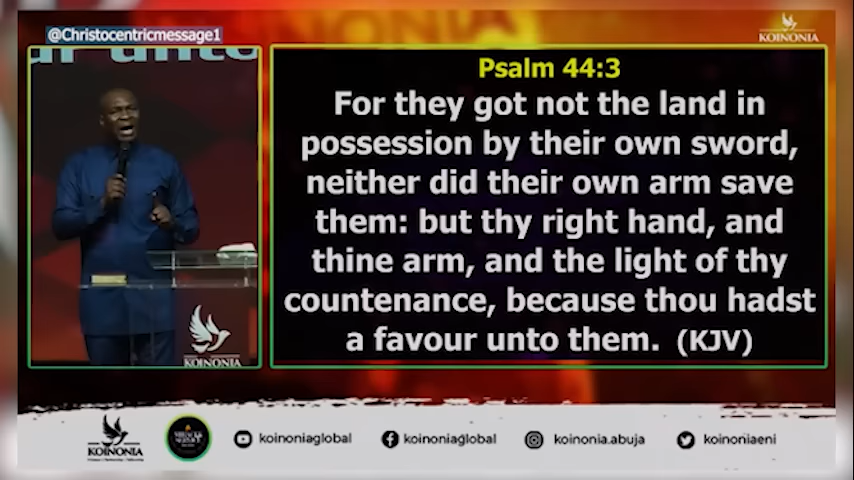 @Christocentricmessage1
KOINONIA
Psalm 44:3
For they got not the land in
possession by their own sword,
neither did their own arm save
them: but thy right hand, and
thine arm, and the light of thy
countenance, because thou hadst
a favour unto them. (KJV)
KOINONIA
KOINONIA
koinoniaglobal
koinoniaglobal
koinonia.abuja
koinoniaeni